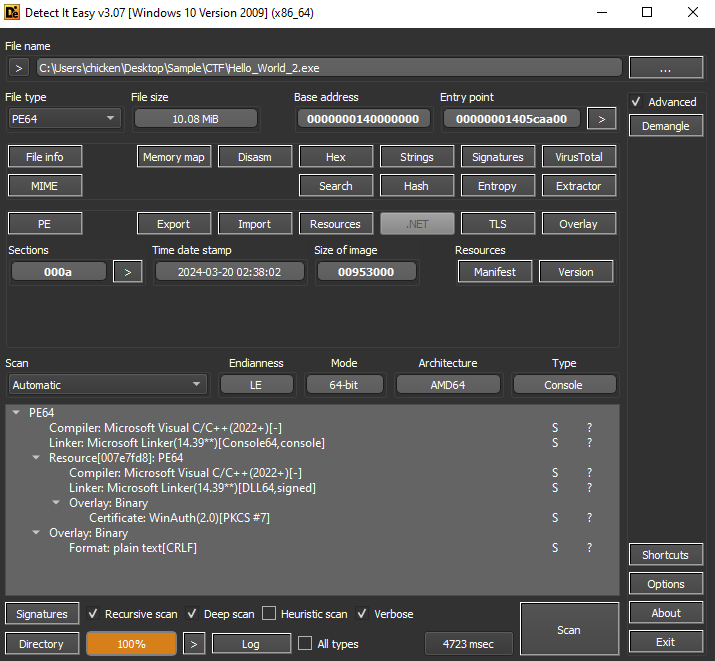 Detect It Easy v3.07 [Windows 10 Version 2009] (x86_64)
File name
> C:\Users\chicken\Desktop\Sample\CTF\Hello_World_2.exe ...
File type File size Base address Entry point Advanced
PE64 10.08 MiB 0000000140000000 00000001405caa00 > Demangle
File info Memory map Disasm Hex Strings Signatures VirusTotal
MIME Search Hash Entropy Extractor
PE Export Import Resources .NET TLS Overlay
Sections Time date stamp Size of image Resources
000a > 2024-03-20 02:38:02 00953000 Manifest Version
Scan Endianness Mode Architecture Type
Automatic LE 64-bit AMD64 Console
PE64
Compiler: Microsoft Visual C/C++(2022+)[-] S ?
Linker: Microsoft Linker(14.39**)[Console64,console] S ?
Resource[007e7fd8]: PE64
Compiler: Microsoft Visual C/C++(2022+)[-] S ?
Linker: Microsoft Linker(14.39**)[DLL64,signed] S ?
Overlay: Binary
Certificate: WinAuth(2.0)[PKCS #7] S ?
Overlay: Binary
Format: plain text[CRLF] S ?
Shortcuts
Options
Signatures Recursive scan Deep scan Heuristic scan Verbose Scan About
Directory 100% > Log All types 4723 msec Exit